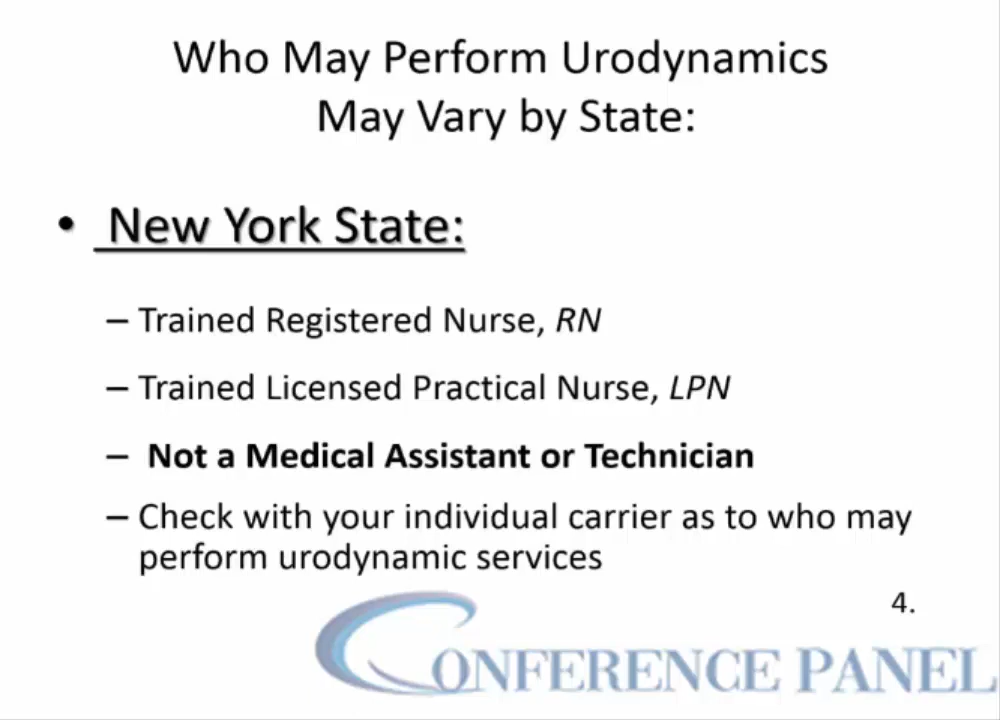 Who May Perform Urodynamics
May Vary by State:
• New York State:
– Trained Registered Nurse, RN
– Trained Licensed Practical Nurse, LPN
– Not a Medical Assistant or Technician
– Check with your individual carrier as to who may
perform urodynamic services
4.
CONFERENCE PANEL